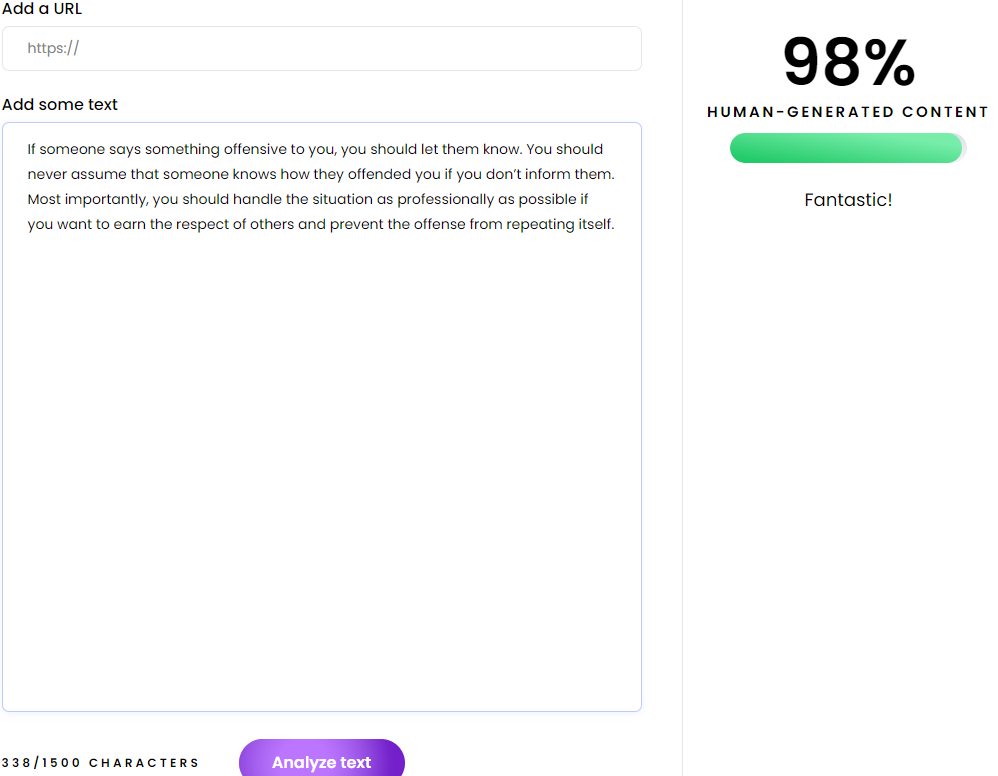 Add a URL
https://
Add some text
If someone says something offensive to you, you should let them know. You should
never assume that someone knows how they offended you if you don’t inform them.
Most importantly, you should handle the situation as professionally as possible if
you want to earn the respect of others and prevent the offense from repeating itself.
338/1500 CHARACTERS
Analyze text
98%
HUMAN-GENERATED CONTENT
Fantastic!